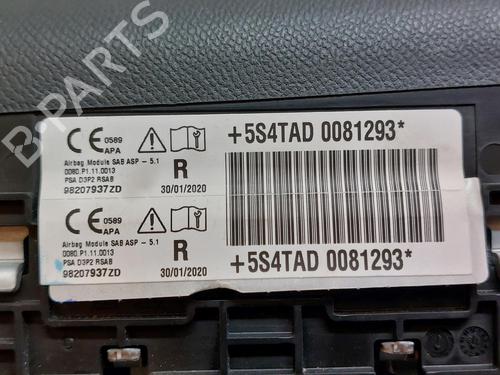 B-PARTS
CE 0589
APA
Airbag Module SAB ASP - 5.1
0080.P1.11.0013
PSA D3P2 RSAB
98207937ZD
R
30/01/2020
+5S4TAD 0081293*
CE 0589
APA
Airbag Module SAB ASP - 5.1
0080.P1.11.0013
PSA D3P2 RSAB
98207937ZD
R
30/01/2020
+5S4TAD 0081293*